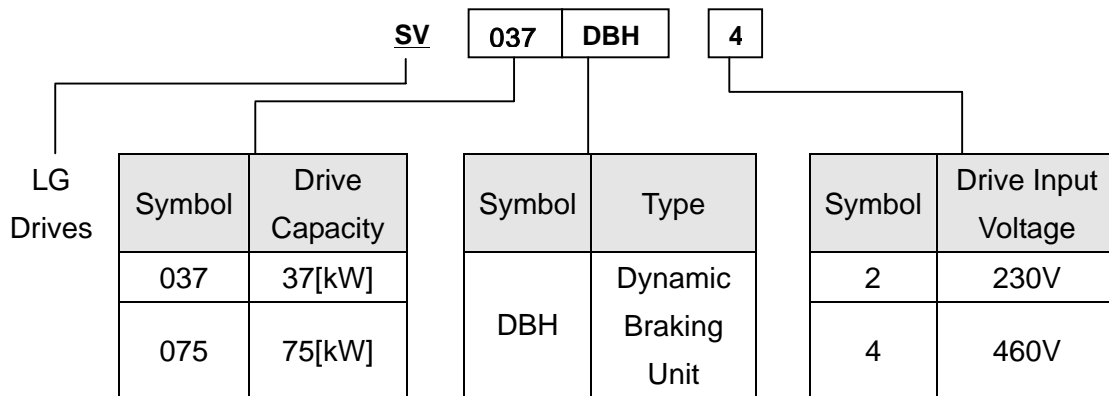 SV 037 DBH 4
LG
Drives
Symbol Drive
Capacity
037 37[kW]
075 75[kW]
Symbol Type
DBH Dynamic
Braking
Unit
Symbol Drive Input
Voltage
2 230V
4 460V